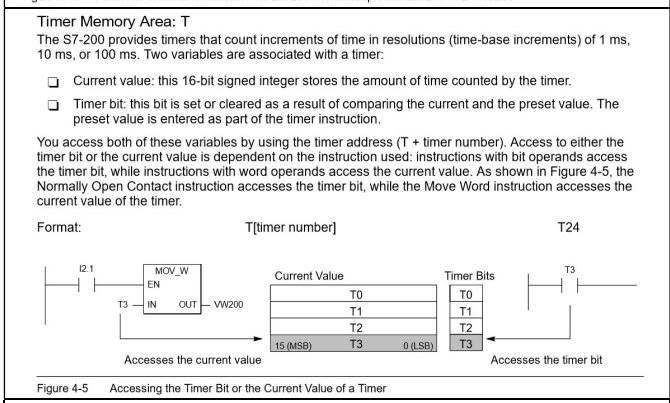 Timer Memory Area: T
The S7-200 provides timers that count increments of time in resolutions (time-base increments) of 1 ms,
10 ms, or 100 ms. Two variables are associated with a timer:
❏ Current value: this 16-bit signed integer stores the amount of time counted by the timer.
❏ Timer bit: this bit is set or cleared as a result of comparing the current and the preset value. The
preset value is entered as part of the timer instruction.
You access both of these variables by using the timer address (T + timer number). Access to either the
timer bit or the current value is dependent on the instruction used: instructions with bit operands access
the timer bit, while instructions with word operands access the current value. As shown in Figure 4-5, the
Normally Open Contact instruction accesses the timer bit, while the Move Word instruction accesses the
current value of the timer.
Format: T[timer number] T24
I2.1 MOV_W Current Value Timer Bits T3
EN
T3 IN OUT VW200
T0 T0
T1 T1
T2 T2
15 (MSB) T3 0 (LSB) T3
Accesses the current value Accesses the timer bit
Figure 4-5 Accessing the Timer Bit or the Current Value of a Timer